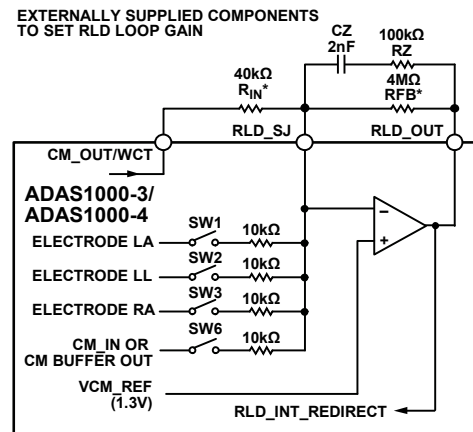 EXTERNALLY SUPPLIED COMPONENTS
TO SET RLD LOOP GAIN
CZ
2nF
100kΩ
RZ
40kΩ
RIN*
4MΩ
RFB*
RLD_SJ
RLD_OUT
CM_OUT/WCT
ADAS1000-3/
ADAS1000-4
SW1
ELECTRODE LA
10kΩ
SW2
ELECTRODE LL
10kΩ
SW3
ELECTRODE RA
10kΩ
SW6
CM_IN OR
CM BUFFER OUT
10kΩ
–
+
VCM_REF
(1.3V)
RLD_INT_REDIRECT